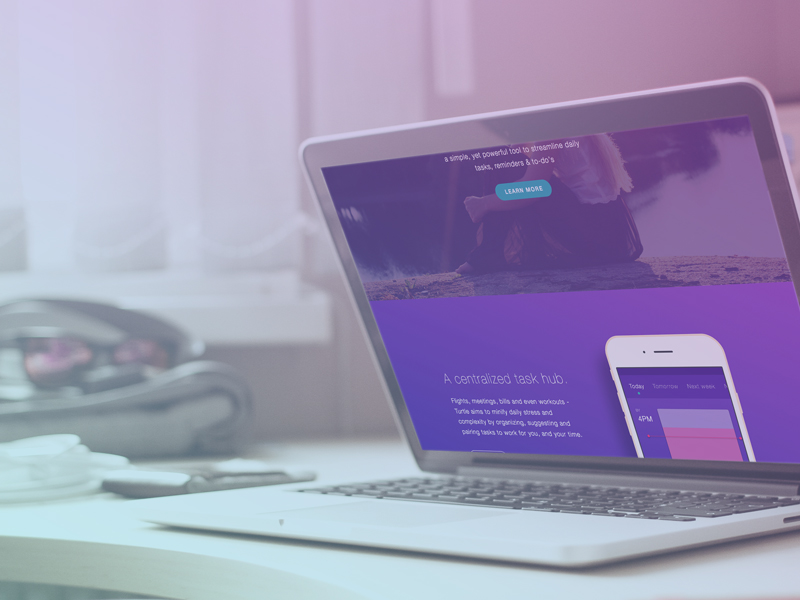 a simple, yet powerful tool to streamline daily
tasks, reminders & to-do's
LEARN MORE
A centralized task hub.
Flights, meetings, bills and even workouts -
Turtle aims to minify daily stress and
complexity by organizing, suggesting and
pairing tasks to work for you, and your time.
Today Tomorrow Next week
4PM